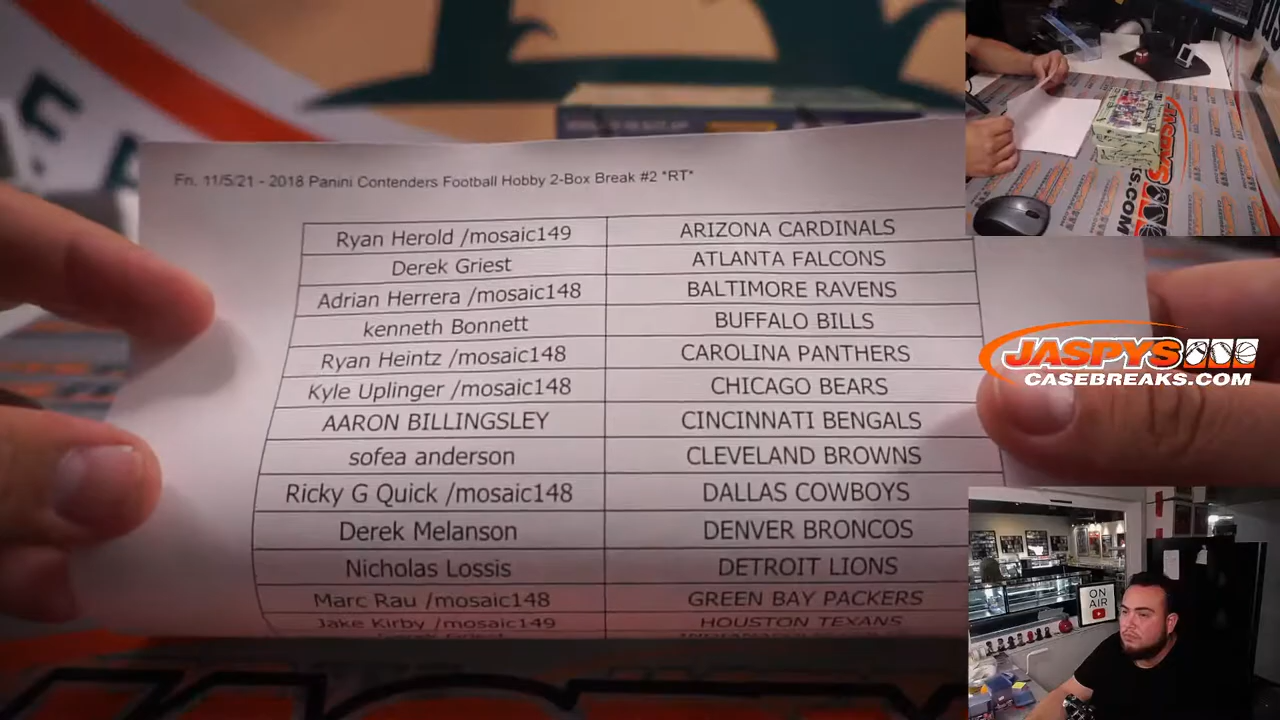 Fri. 11/5/21 - 2018 Panini Contenders Football Hobby 2-Box Break #2 *RT*
Ryan Herold /mosaic149 ARIZONA CARDINALS
Derek Griest ATLANTA FALCONS
Adrian Herrera /mosaic148 BALTIMORE RAVENS
kenneth Bonnett BUFFALO BILLS
Ryan Heintz /mosaic148 CAROLINA PANTHERS
Kyle Uplinger /mosaic148 CHICAGO BEARS
AARON BILLINGSLEY CINCINNATI BENGALS
sofea anderson CLEVELAND BROWNS
Ricky G Quick /mosaic148 DALLAS COWBOYS
Derek Melanson DENVER BRONCOS
Nicholas Lossis DETROIT LIONS
Marc Rau /mosaic148 GREEN BAY PACKERS
Jake Kirby /mosaic149 HOUSTON TEXANS
JASPYS
CASEBREAKS.COM
JASPYS
S.COM
ON
AIR